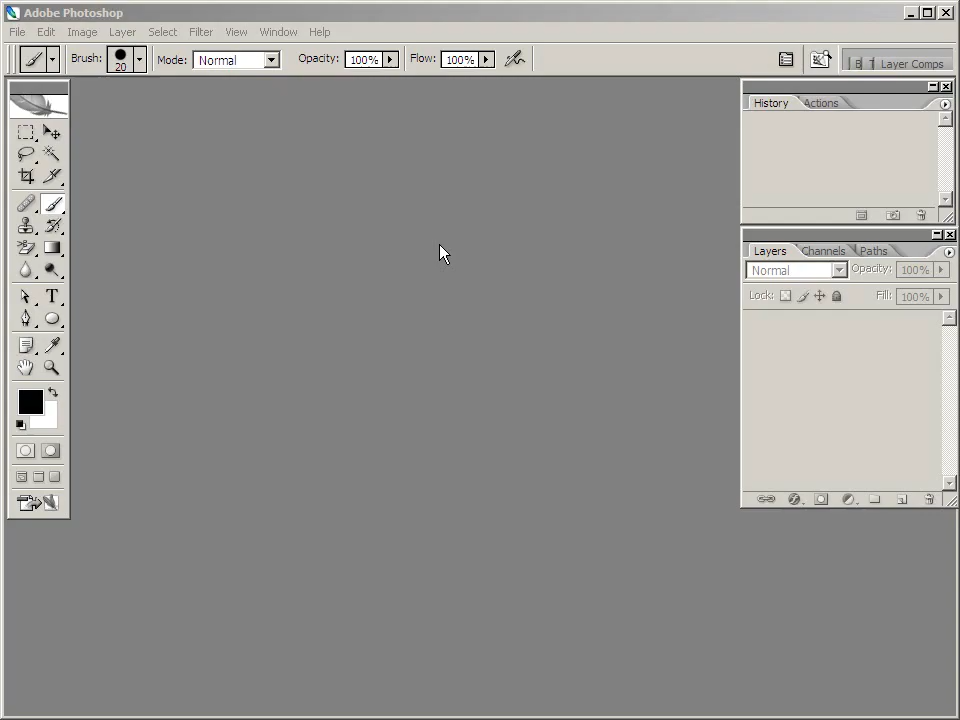 Adobe Photoshop
File Edit Image Layer Select Filter View Window Help
Brush: 20 Mode: Normal Opacity: 100% Flow: 100% Layer Comps
History Actions
Layers Channels Paths
Normal Opacity: 100%
Lock: Fill: 100%
T